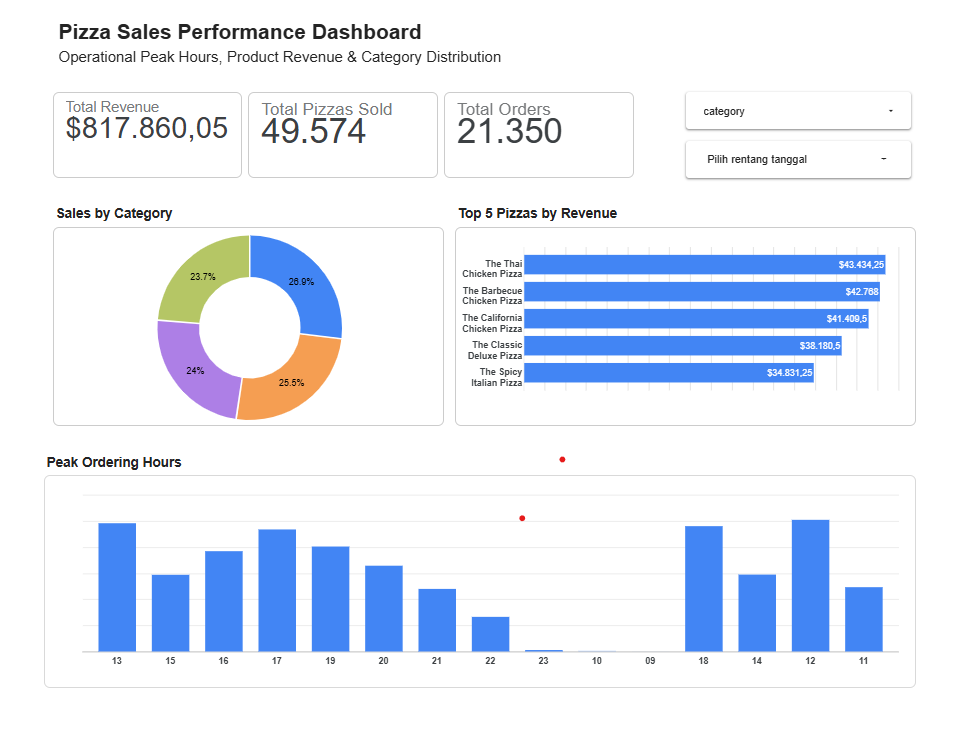 Pizza Sales Performance Dashboard
Operational Peak Hours, Product Revenue & Category Distribution
Total Revenue
$817.860,05
Total Pizzas Sold
49.574
Total Orders
21.350
category
Pilih rentang tanggal
Sales by Category
23.7%
26.9%
24%
25.5%
Top 5 Pizzas by Revenue
The Thai
Chicken Pizza
$43.434,25
The Barbecue
Chicken Pizza
$42.768
The California
Chicken Pizza
$41.409,5
The Classic
Deluxe Pizza
$38.180,5
The Spicy
Italian Pizza
$34.831,25
Peak Ordering Hours
13 15 16 17 19 20 21 22 23 10 09 18 14 12 11